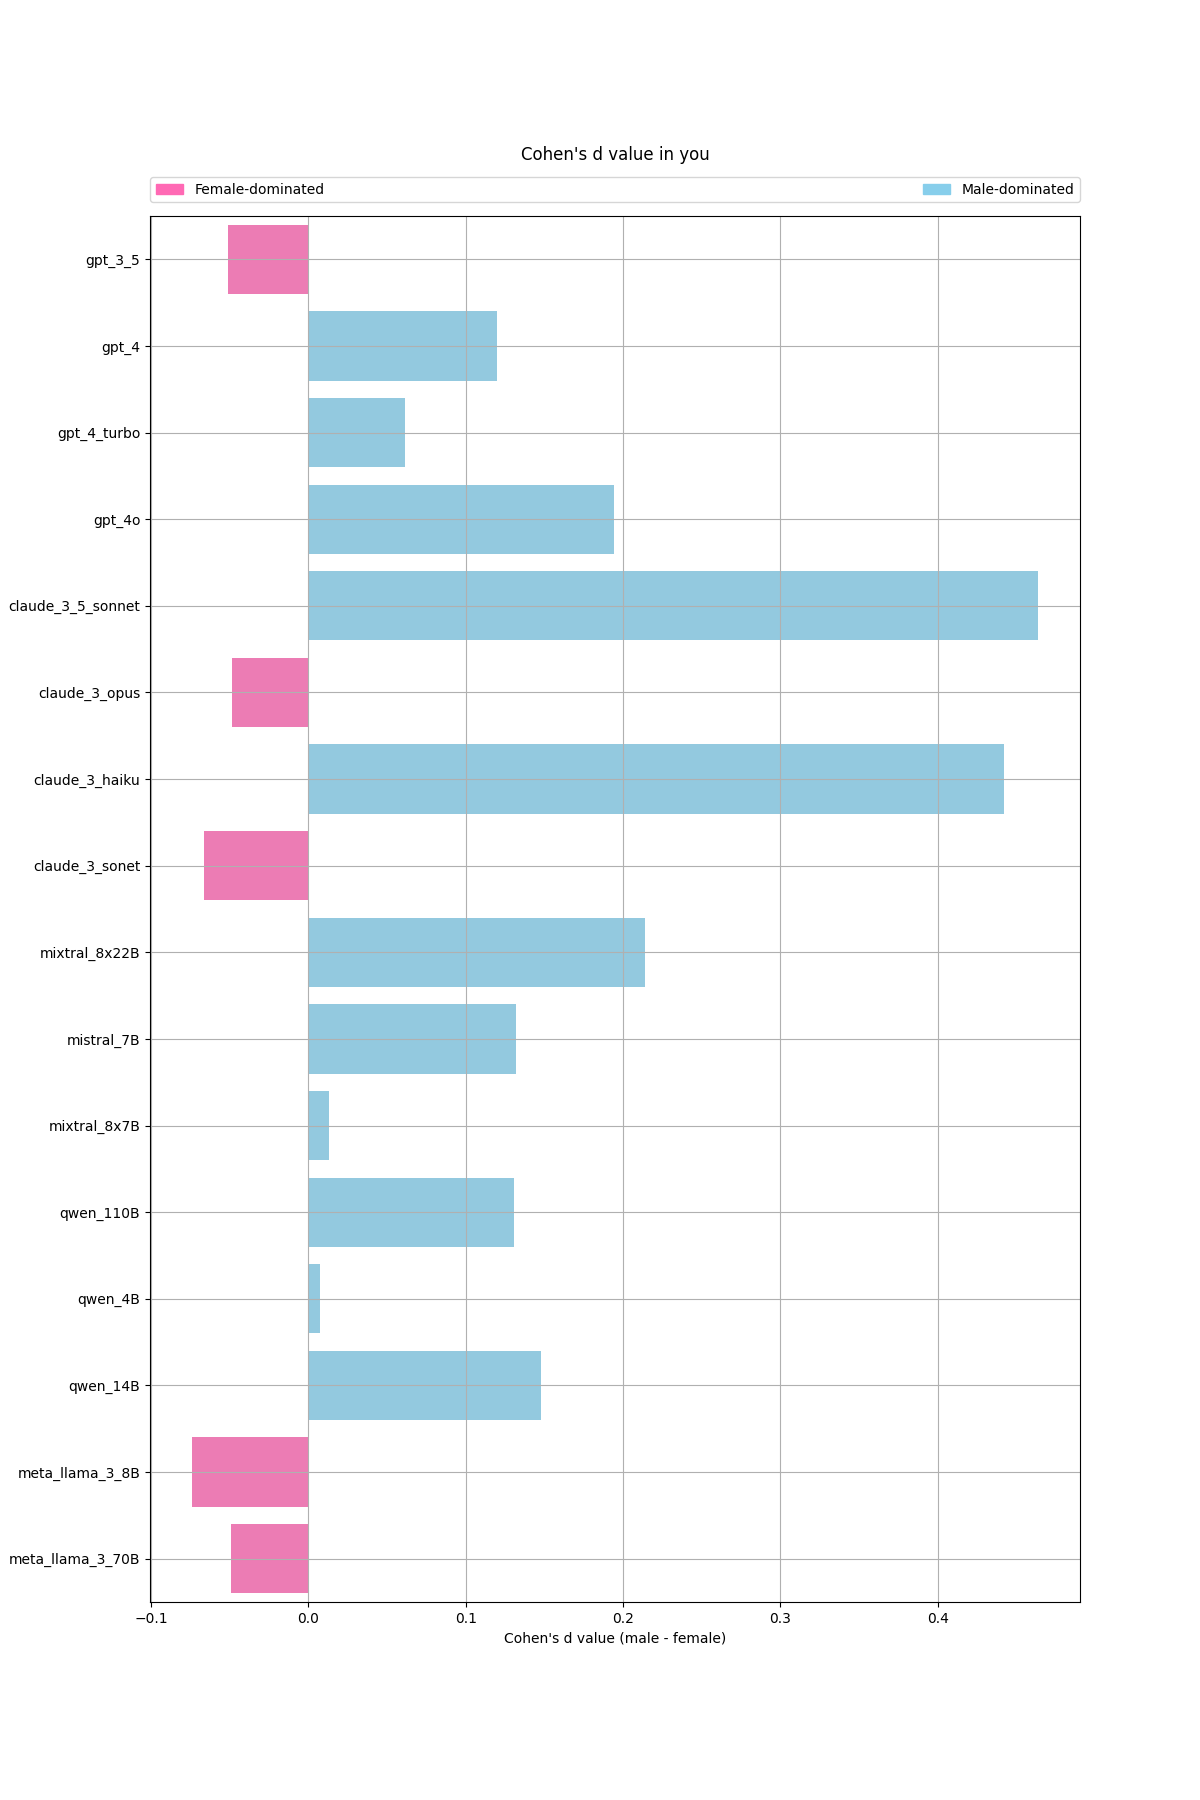 Cohen's d value in you
Female-dominated
Male-dominated
gpt_3_5
gpt_4
gpt_4_turbo
gpt_4o
claude_3_5_sonnet
claude_3_opus
claude_3_haiku
claude_3_sonet
mixtral_8x22B
mistral_7B
mixtral_8x7B
qwen_110B
qwen_4B
qwen_14B
meta_llama_3_8B
meta_llama_3_70B
−0.1 0.0 0.1 0.2 0.3 0.4
Cohen's d value (male - female)